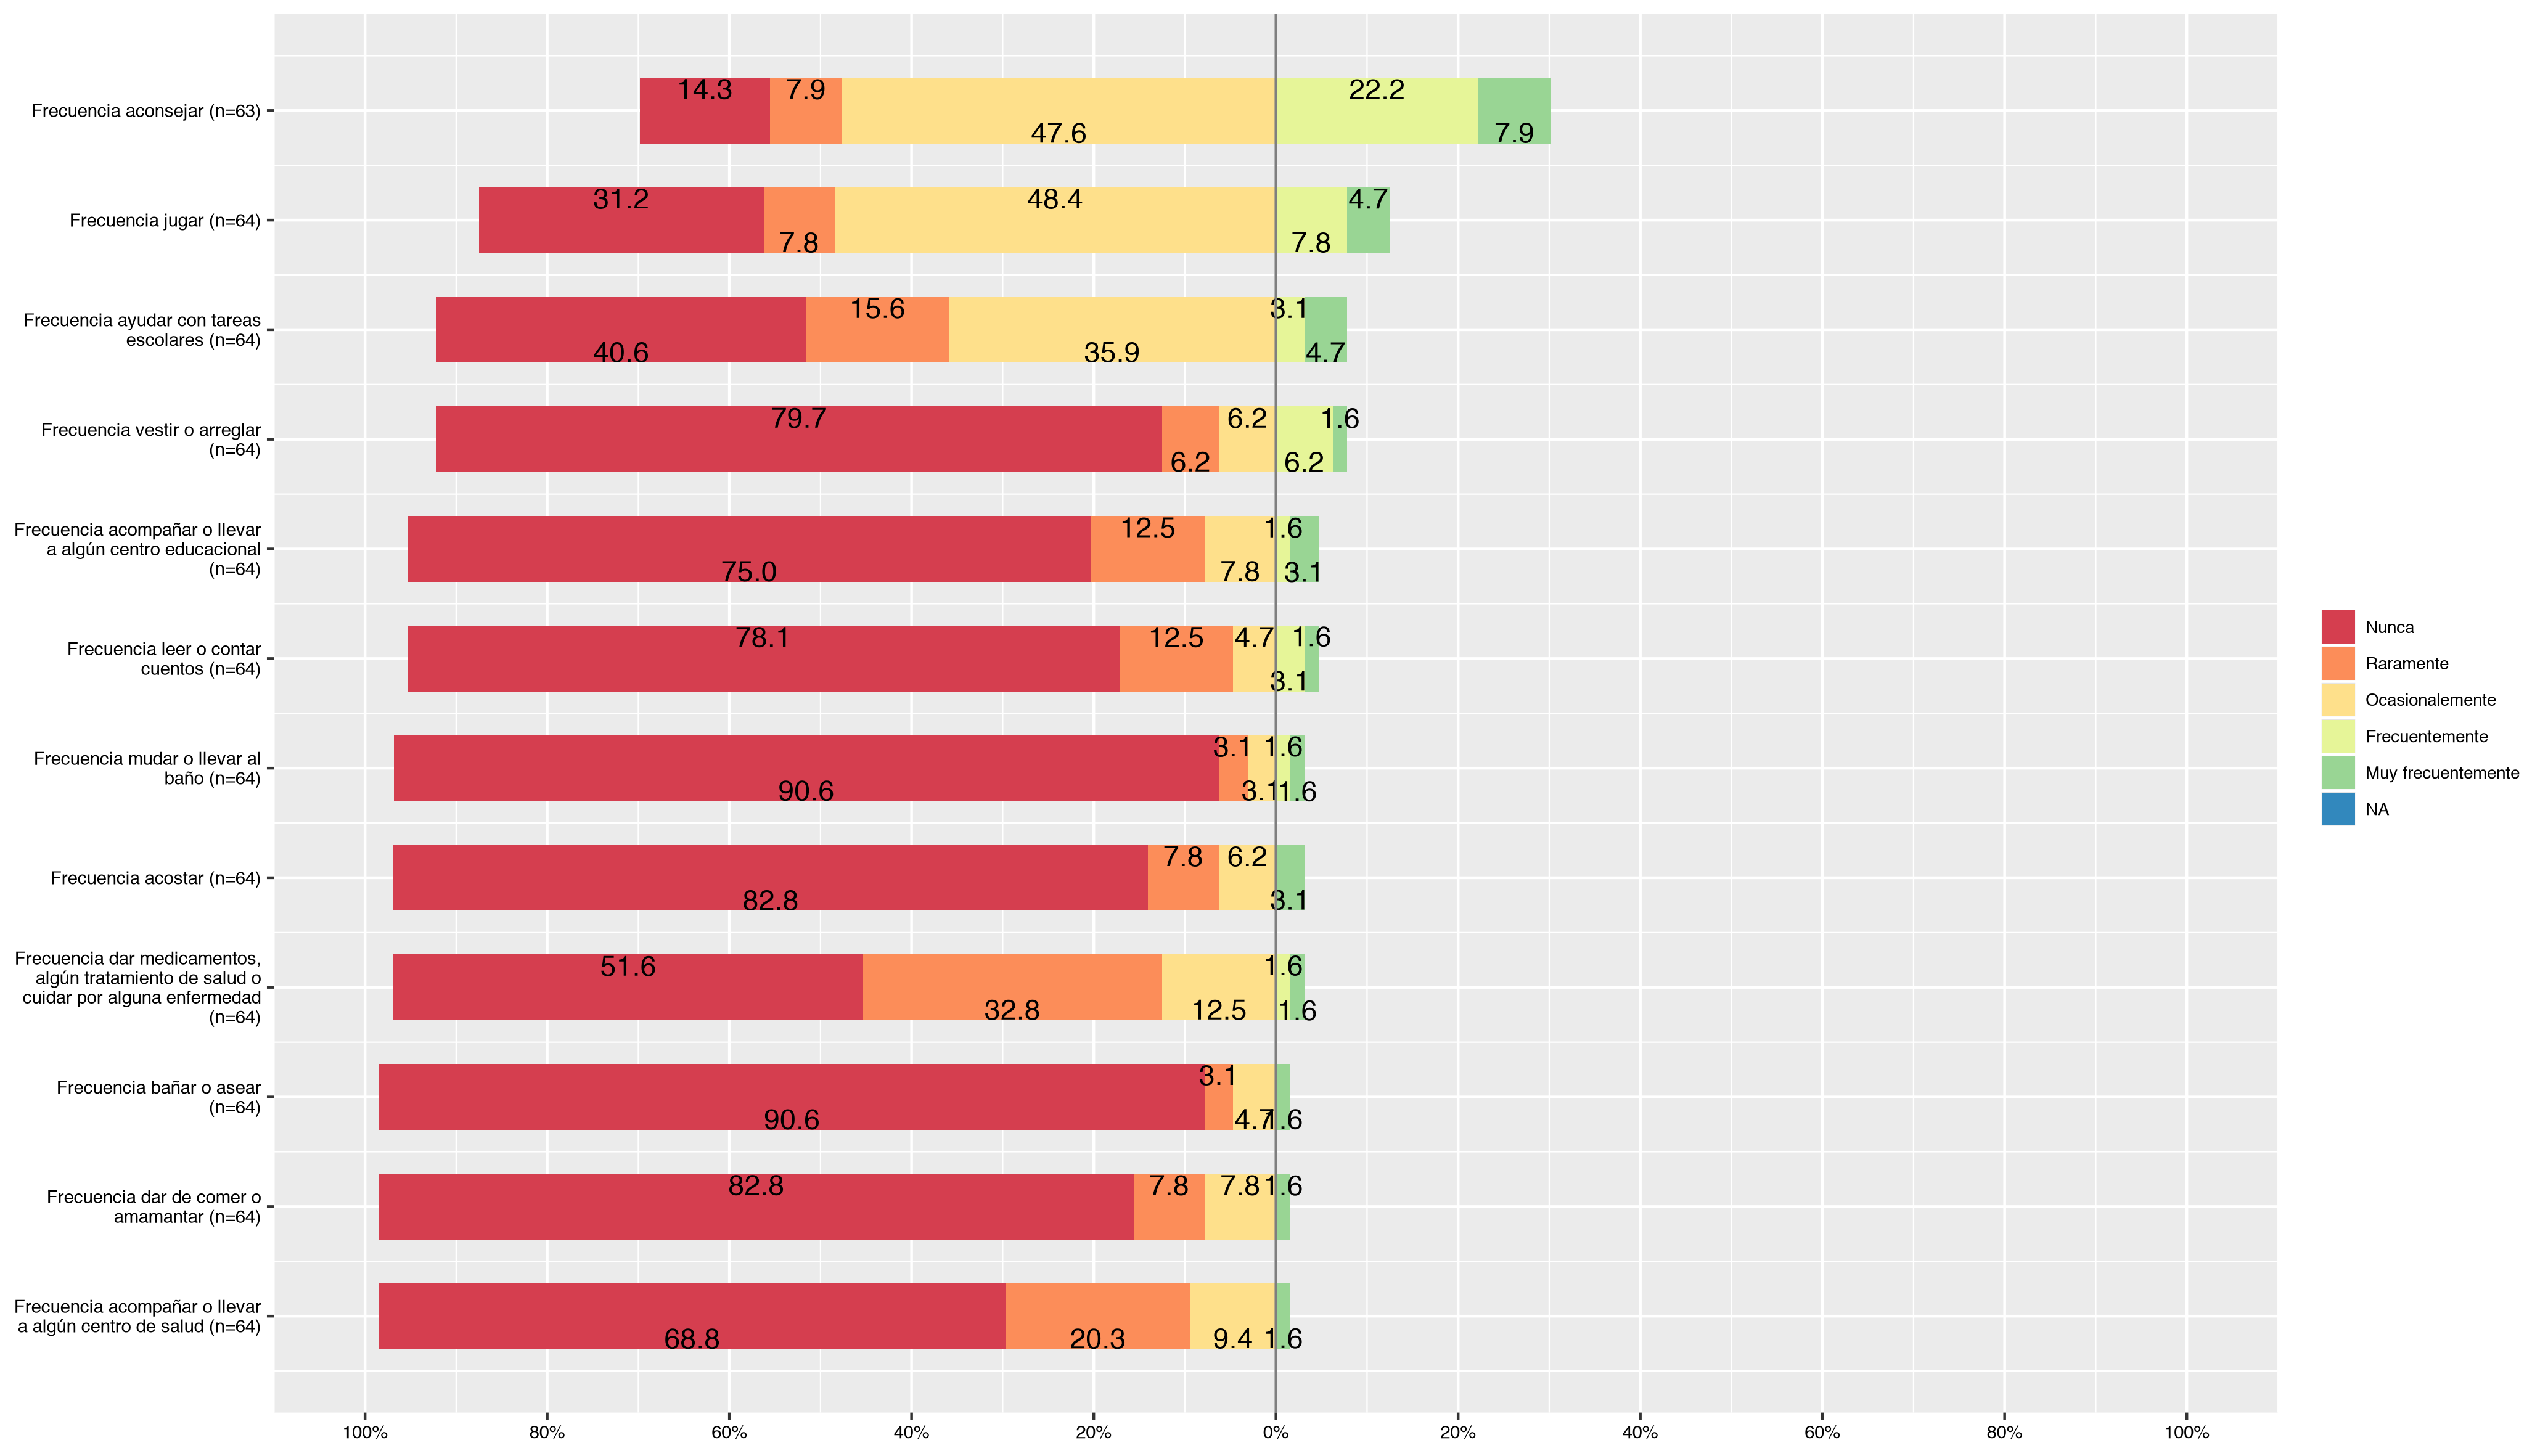 Frecuencia aconsejar (n=63)
14.3 7.9 47.6 22.2 7.9
Frecuencia jugar (n=64)
31.2 7.8 48.4 7.8 4.7
Frecuencia ayudar con tareas
escolares (n=64)
40.6 15.6 35.9 3.1 4.7
Frecuencia vestir o arreglar
(n=64)
79.7 6.2 6.2 6.2 1.6
Frecuencia acompañar o llevar
a algún centro educacional
(n=64)
75.0 12.5 7.8 1.6 3.1
Frecuencia leer o contar
cuentos (n=64)
78.1 12.5 4.7 3.1 1.6
Frecuencia mudar o llevar al
baño (n=64)
90.6 3.1 3.1 1.6 1.6
Frecuencia acostar (n=64)
82.8 7.8 6.2 3.1
Frecuencia dar medicamentos,
algún tratamiento de salud o
cuidar por alguna enfermedad
(n=64)
51.6 32.8 12.5 1.6 1.6
Frecuencia bañar o asear
(n=64)
90.6 3.1 4.7 1.6
Frecuencia dar de comer o
amamantar (n=64)
82.8 7.8 7.8 1.6
Frecuencia acompañar o llevar
a algún centro de salud (n=64)
68.8 20.3 9.4 1.6
100% 80% 60% 40% 20% 0% 20% 40% 60% 80% 100%
Nunca
Raramente
Ocasionalemente
Frecuentemente
Muy frecuentemente
NA